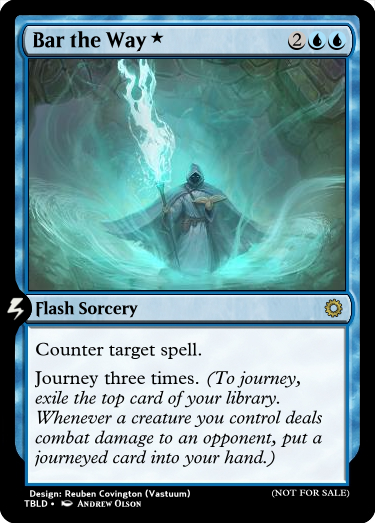 Bar the Way ★ 2
Flash Sorcery
Counter target spell.
Journey three times. (To journey,
exile the top card of your library.
Whenever a creature you control deals
combat damage to an opponent, put a
journeyed card into your hand.)
Design: Reuben Covington (Vastuum)
(NOT FOR SALE)
TBLD • Andrew Olson